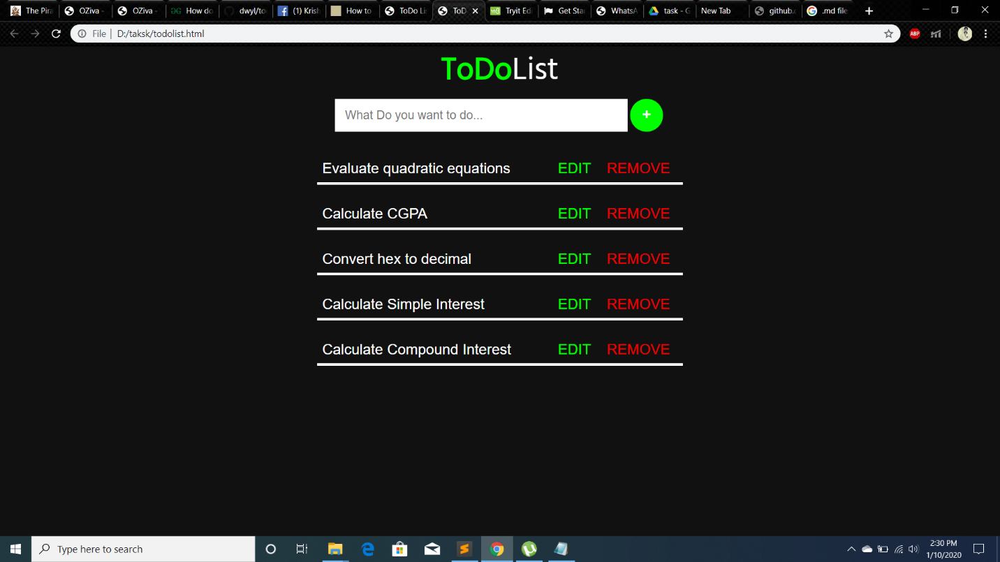 The Pira
OZiva -
OZiva -
How do
dwyl/to
(1) Krish
How to
ToDo Lis
ToD
Tryit Edi
Get Star
WhatsA
task - G
New Tab
github.c
.md file
File | D:/taksk/todolist.html
ABP
ToDoList
What Do you want to do...
+
Evaluate quadratic equations EDIT REMOVE
Calculate CGPA EDIT REMOVE
Convert hex to decimal EDIT REMOVE
Calculate Simple Interest EDIT REMOVE
Calculate Compound Interest EDIT REMOVE
Type here to search
2:30 PM
1/10/2020